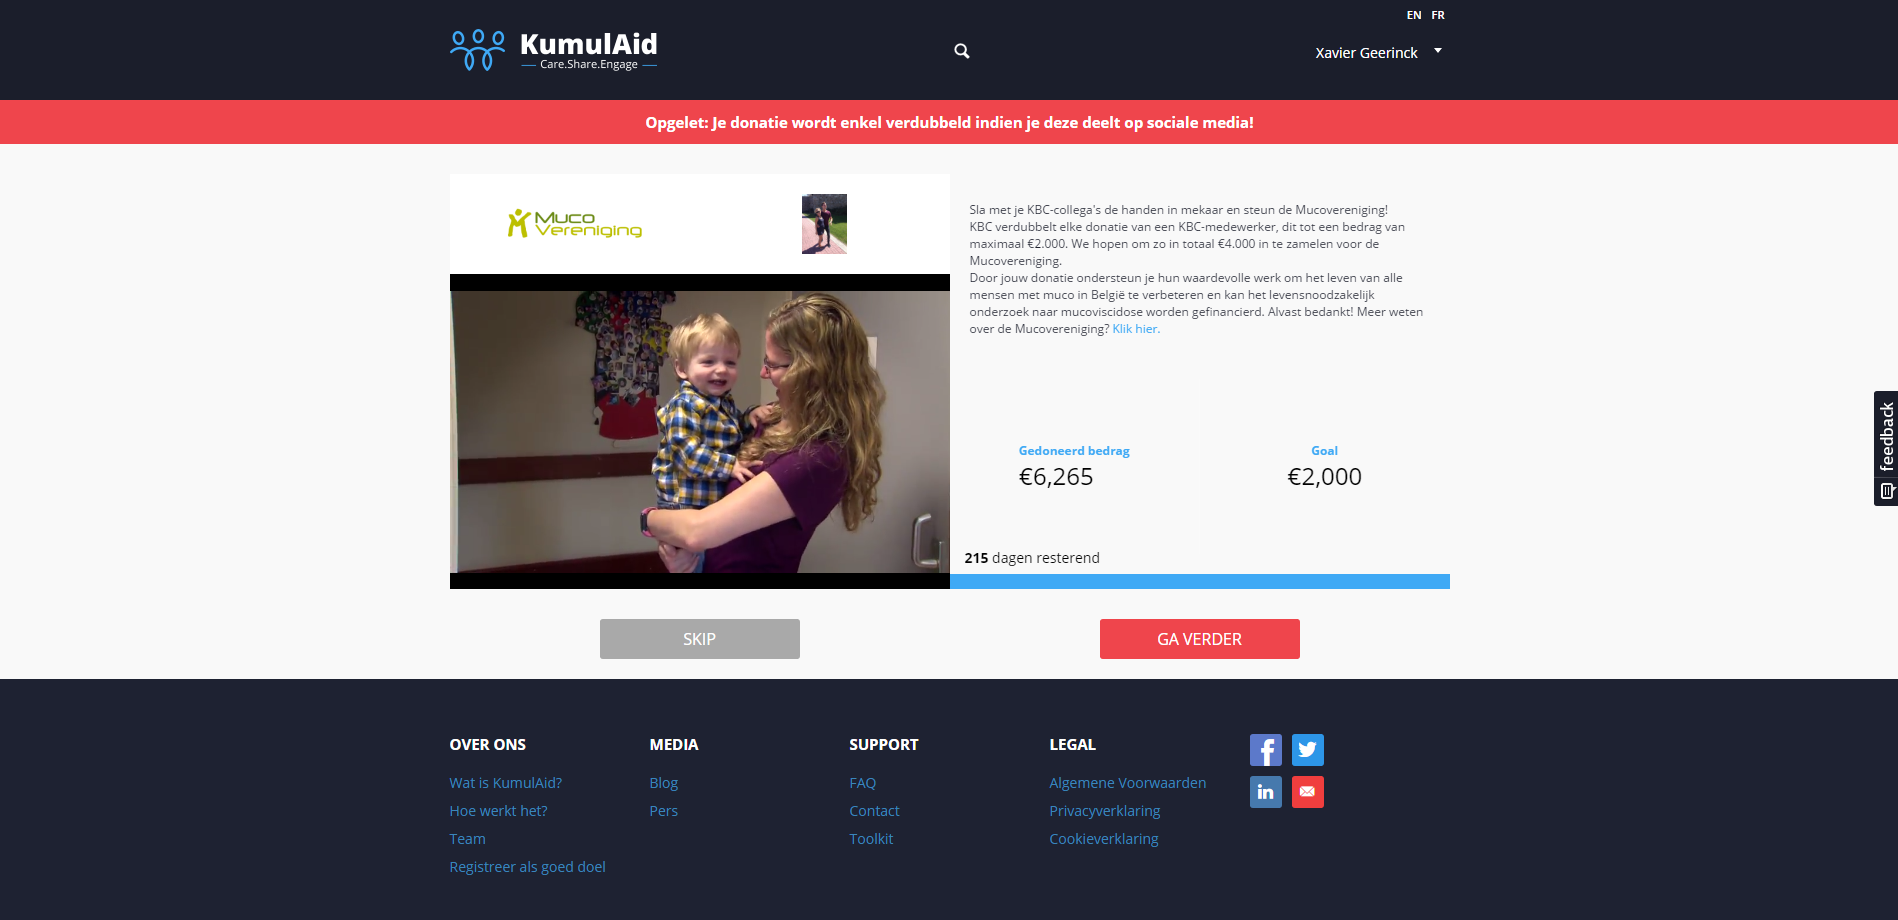 EN FR
KumulAid
Care.Share.Engage
Xavier Geerinck
Opgelet: Je donatie wordt enkel verdubbeld indien je deze deelt op sociale media!
Muco
Vereniging
Sla met je KBC-collega's de handen in mekaar en steun de Mucovereniging!
KBC verdubbelt elke donatie van een KBC-medewerker, dit tot een bedrag van
maximaal €2.000. We hopen om zo in totaal €4.000 in te zamelen voor de
Mucovereniging.
Door jouw donatie ondersteun je hun waardevolle werk om het leven van alle
mensen met muco in België te verbeteren en kan het levensnoodzakelijk
onderzoek naar mucoviscidose worden gefinancierd. Alvast bedankt! Meer weten
over de Mucovereniging? Klik hier.
Gedoneerd bedrag
€6,265
Goal
€2,000
215 dagen resterend
feedback
SKIP
GA VERDER
OVER ONS
Wat is KumulAid?
Hoe werkt het?
Team
Registreer als goed doel
MEDIA
Blog
Pers
SUPPORT
FAQ
Contact
Toolkit
LEGAL
Algemene Voorwaarden
Privacyverklaring
Cookieverklaring
f
in